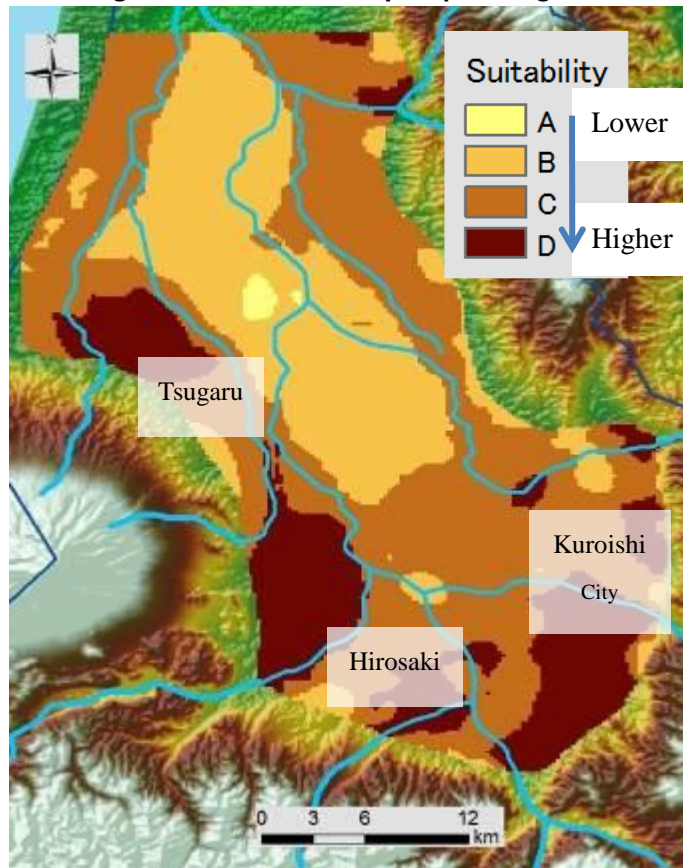 N
Suitability
A
B
C
D
Lower
Higher
Tsugaru
Kuroishi
City
Hirosaki
0 3 6 12
km